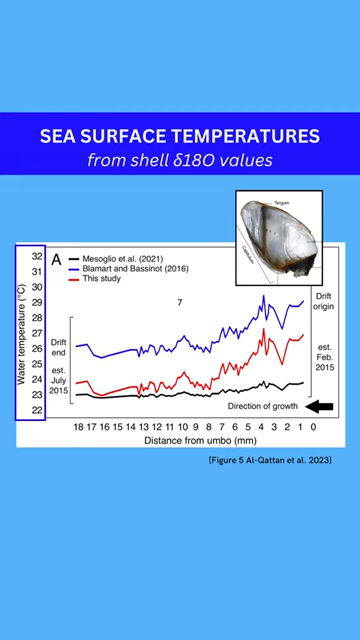 SEA SURFACE TEMPERATURES
from shell δ18O values
Tergum
Capitulum
A
Mesoglio et al. (2021)
Blamart and Bassinot (2016)
This study
7
Water temperature (°C)
32
31
30
29
28
27
26
25
24
23
22
Drift
end
est.
July
2015
Drift
origin
est.
Feb.
2015
Direction of growth
18 17 16 15 14 13 12 11 10 9 8 7 6 5 4 3 2 1 0
Distance from umbo (mm)
[Figure 5 Al-Qattan et al. 2023]